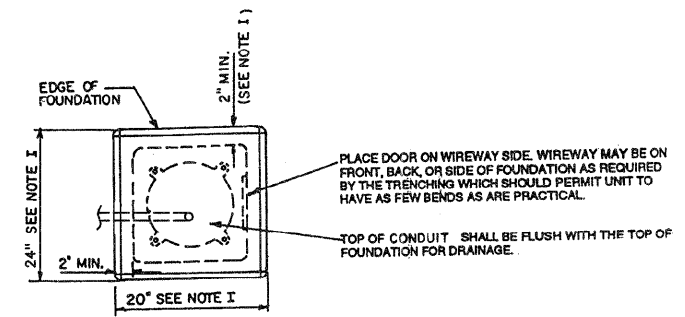 2" MIN.
(SEE NOTE I)
EDGE OF
FOUNDATION
24" SEE NOTE I
PLACE DOOR ON WIREWAY SIDE. WIREWAY MAY BE ON
FRONT, BACK, OR SIDE OF FOUNDATION AS REQUIRED
BY THE TRENCHING WHICH SHOULD PERMIT UNIT TO
HAVE AS FEW BENDS AS ARE PRACTICAL.
TOP OF CONDUIT SHALL BE FLUSH WITH THE TOP OF
FOUNDATION FOR DRAINAGE.
2" MIN.
20" SEE NOTE I